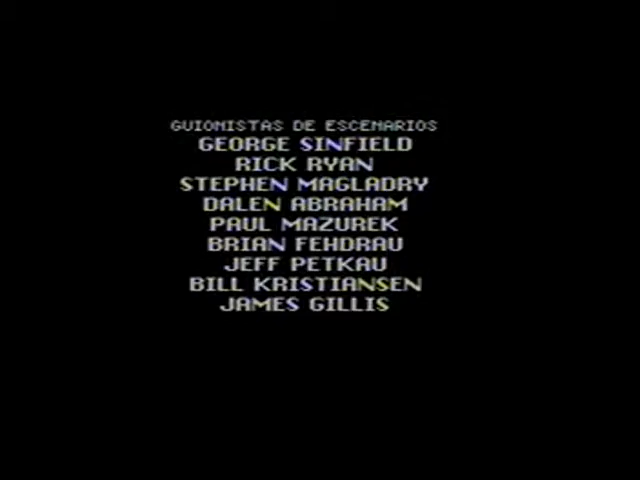 GUIONISTAS DE ESCENARIOS
GEORGE SINFIELD
RICK RYAN
STEPHEN MAGLADRY
DALEN ABRAHAM
PAUL MAZUREK
BRIAN FEHDRAU
JEFF PETKAU
BILL KRISTIANSEN
JAMES GILLIS